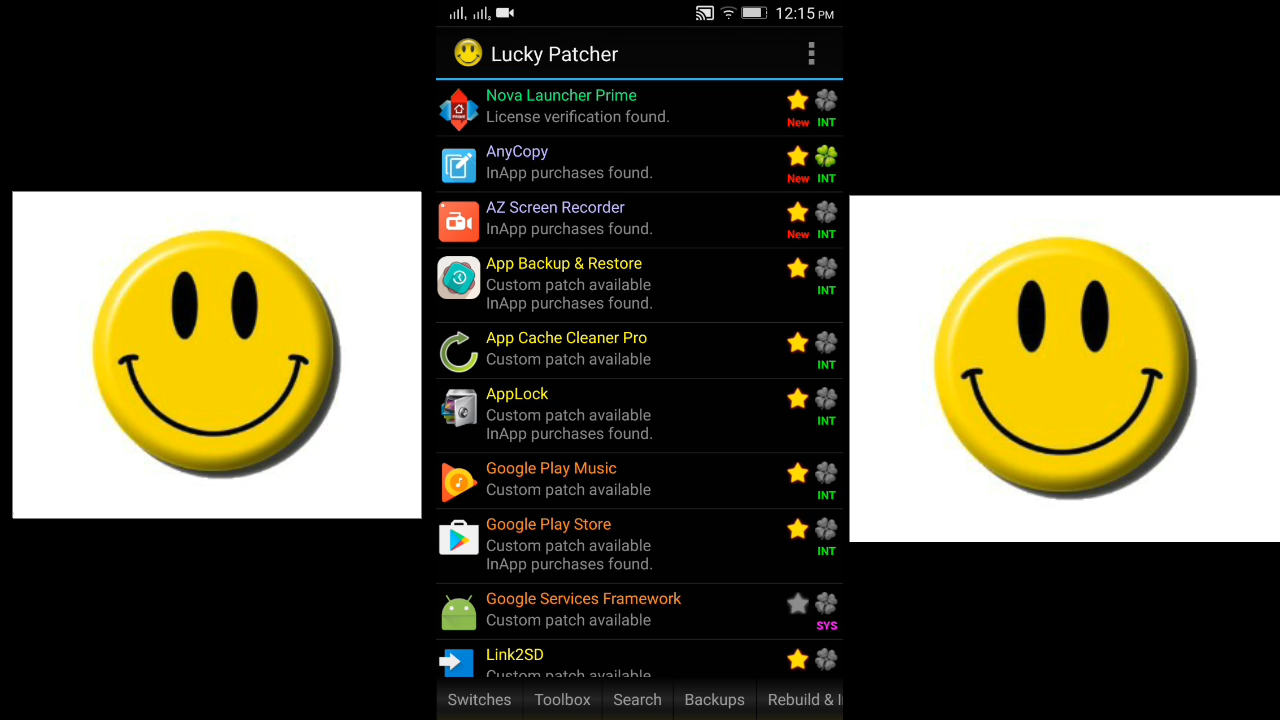 12:15 PM
Lucky Patcher
Nova Launcher Prime
License verification found.
New INT
AnyCopy
InApp purchases found.
New INT
AZ Screen Recorder
InApp purchases found.
New INT
App Backup & Restore
Custom patch available
InApp purchases found.
INT
App Cache Cleaner Pro
Custom patch available
INT
AppLock
Custom patch available
InApp purchases found.
INT
Google Play Music
Custom patch available
INT
Google Play Store
Custom patch available
InApp purchases found.
INT
Google Services Framework
Custom patch available
SYS
Link2SD
Custom patch available
Switches Toolbox Search Backups Rebuild & I